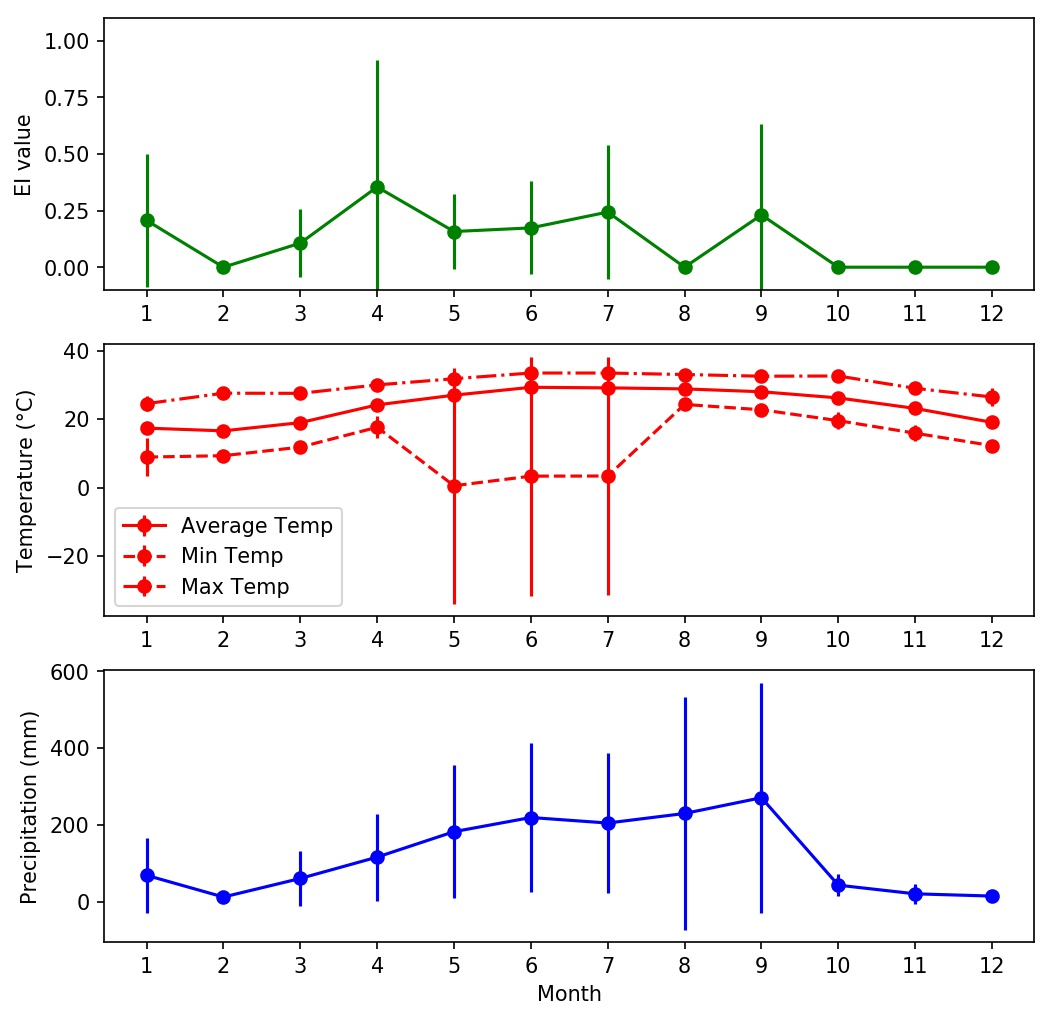 EI value
1.00
0.75
0.50
0.25
0.00
1 2 3 4 5 6 7 8 9 10 11 12
Temperature (°C)
40
20
0
−20
Average Temp
Min Temp
Max Temp
1 2 3 4 5 6 7 8 9 10 11 12
Precipitation (mm)
600
400
200
0
1 2 3 4 5 6 7 8 9 10 11 12
Month